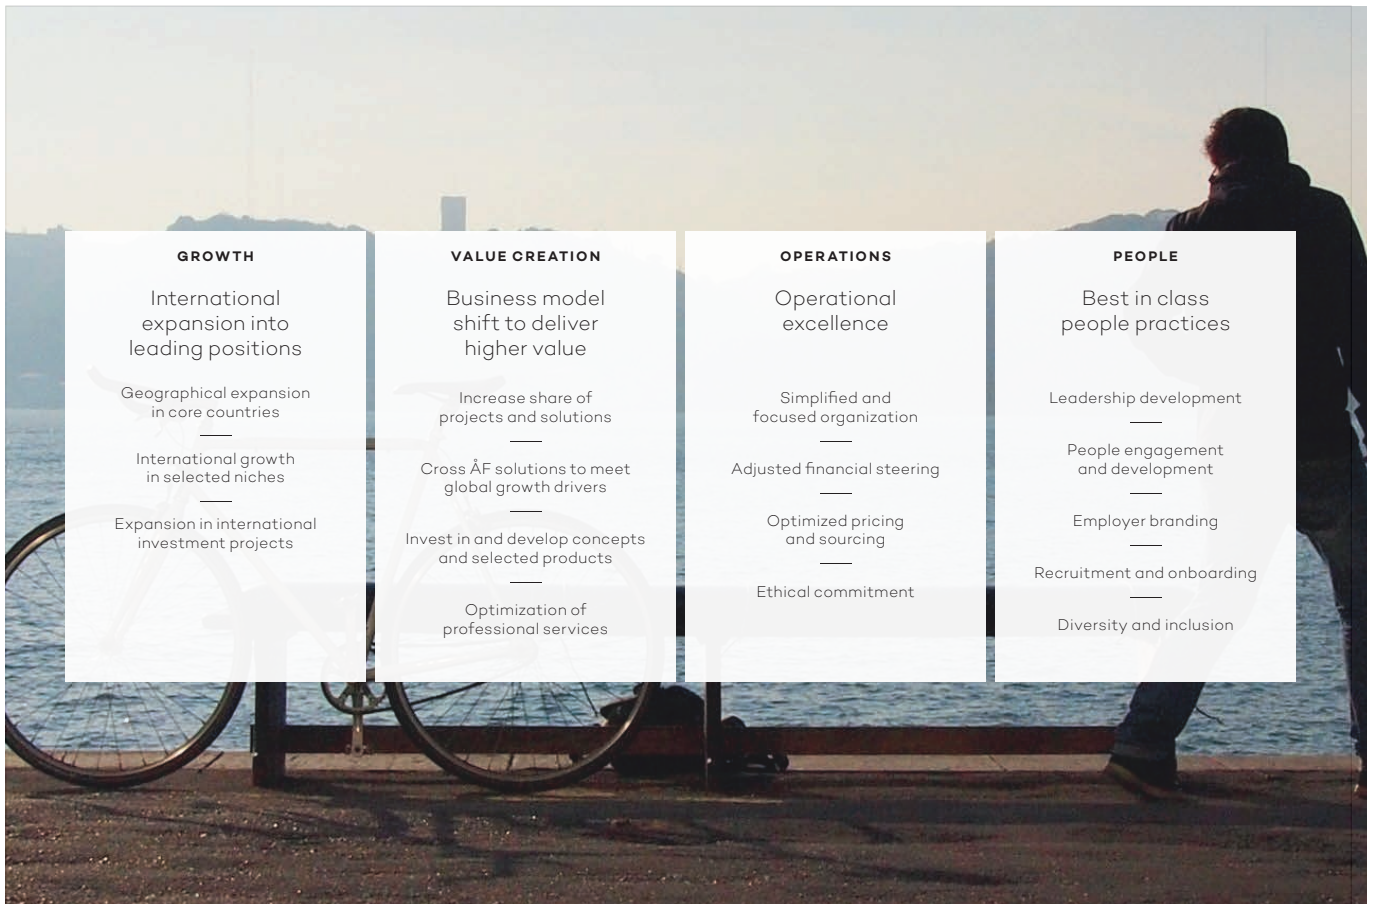 GROWTH
International
expansion into
leading positions
Geographical expansion
in core countries
International growth
in selected niches
Expansion in international
investment projects
VALUE CREATION
Business model
shift to deliver
higher value
Increase share of
projects and solutions
Cross ÅF solutions to meet
global growth drivers
Invest in and develop concepts
and selected products
Optimization of
professional services
OPERATIONS
Operational
excellence
Simplified and
focused organization
Adjusted financial steering
Optimized pricing
and sourcing
Ethical commitment
PEOPLE
Best in class
people practices
Leadership development
People engagement
and development
Employer branding
Recruitment and onboarding
Diversity and inclusion